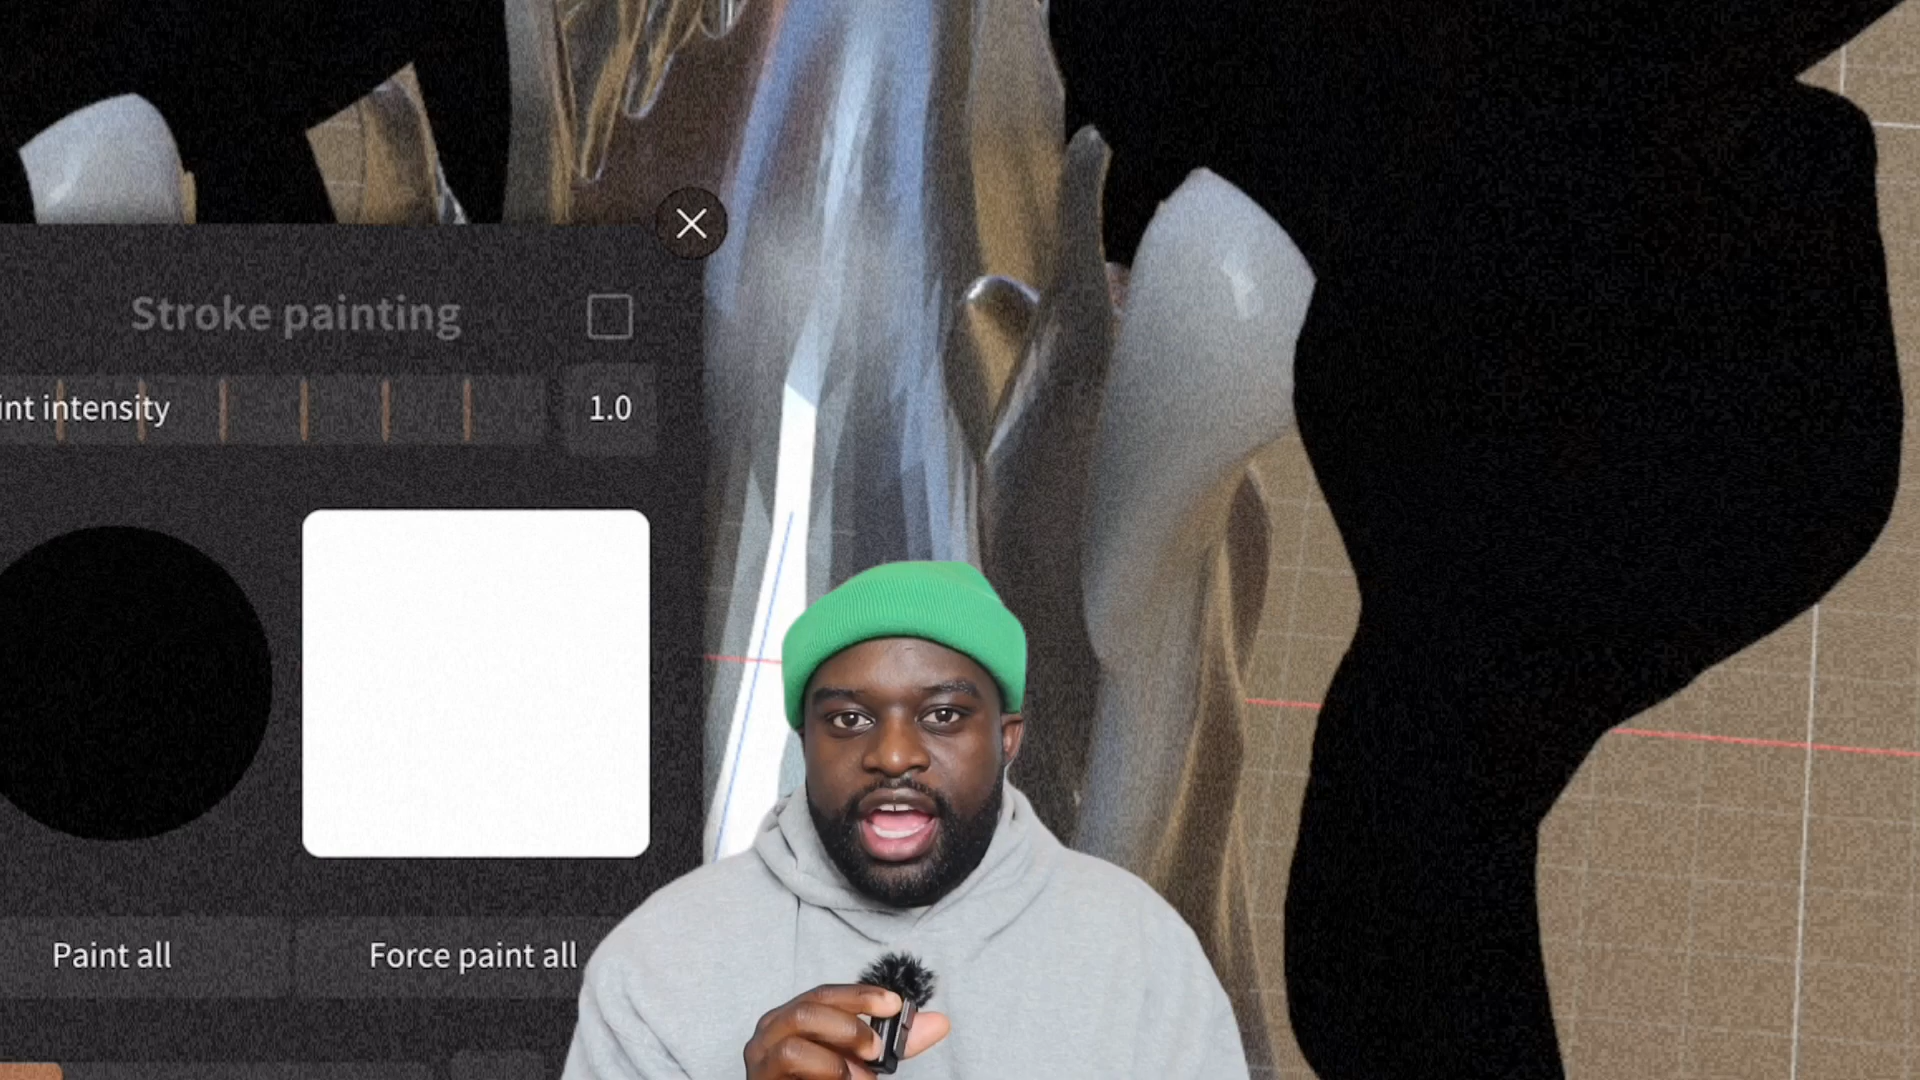 Stroke painting
int intensity
1.0
Paint all
Force paint all